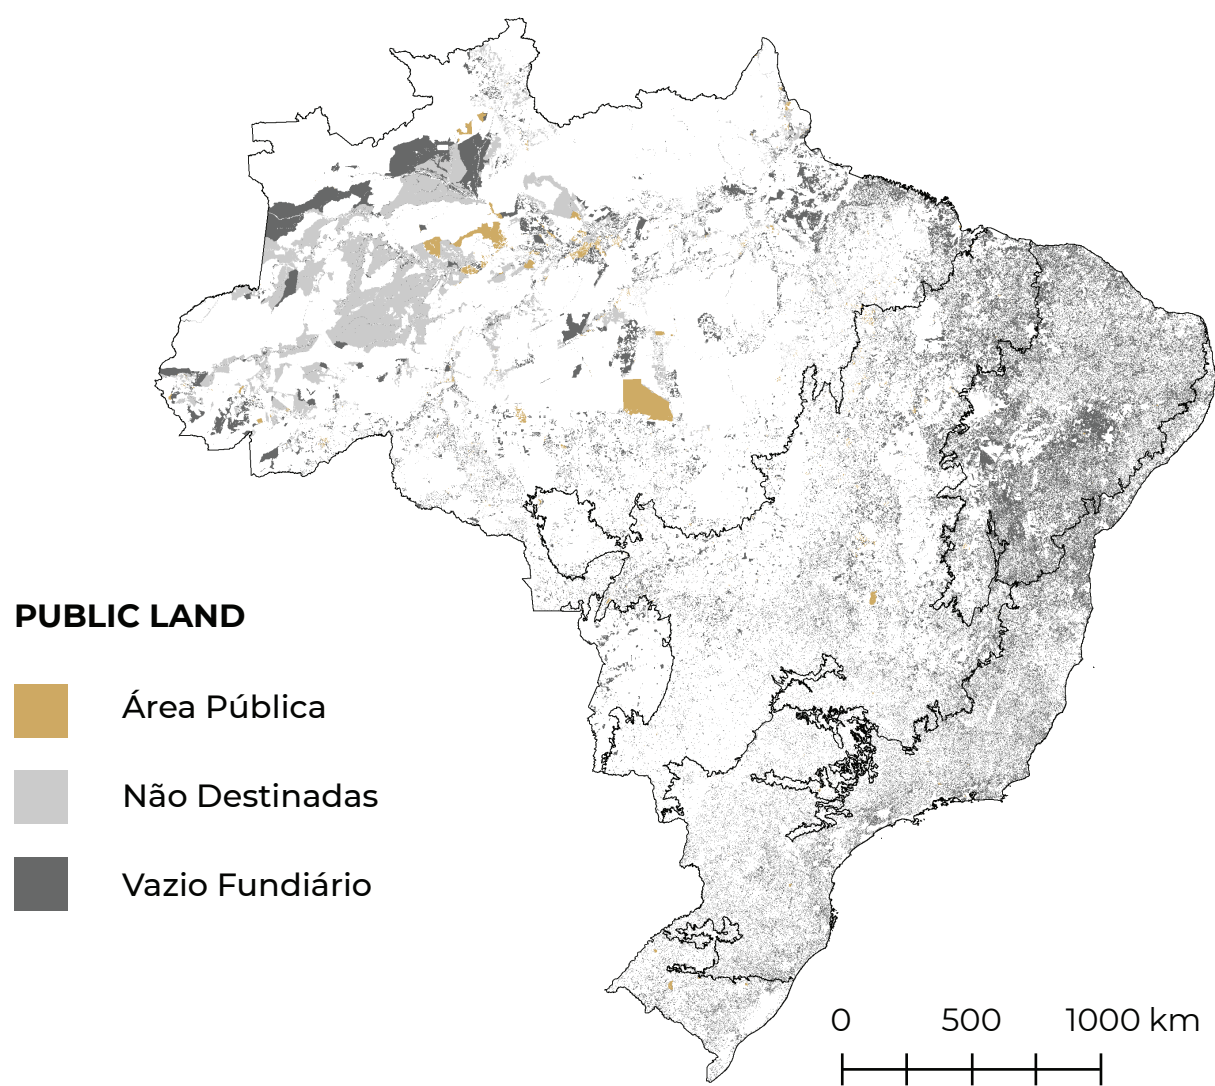 PUBLIC LAND
Área Pública
Não Destinadas
Vazio Fundiário
0 500 1000 km